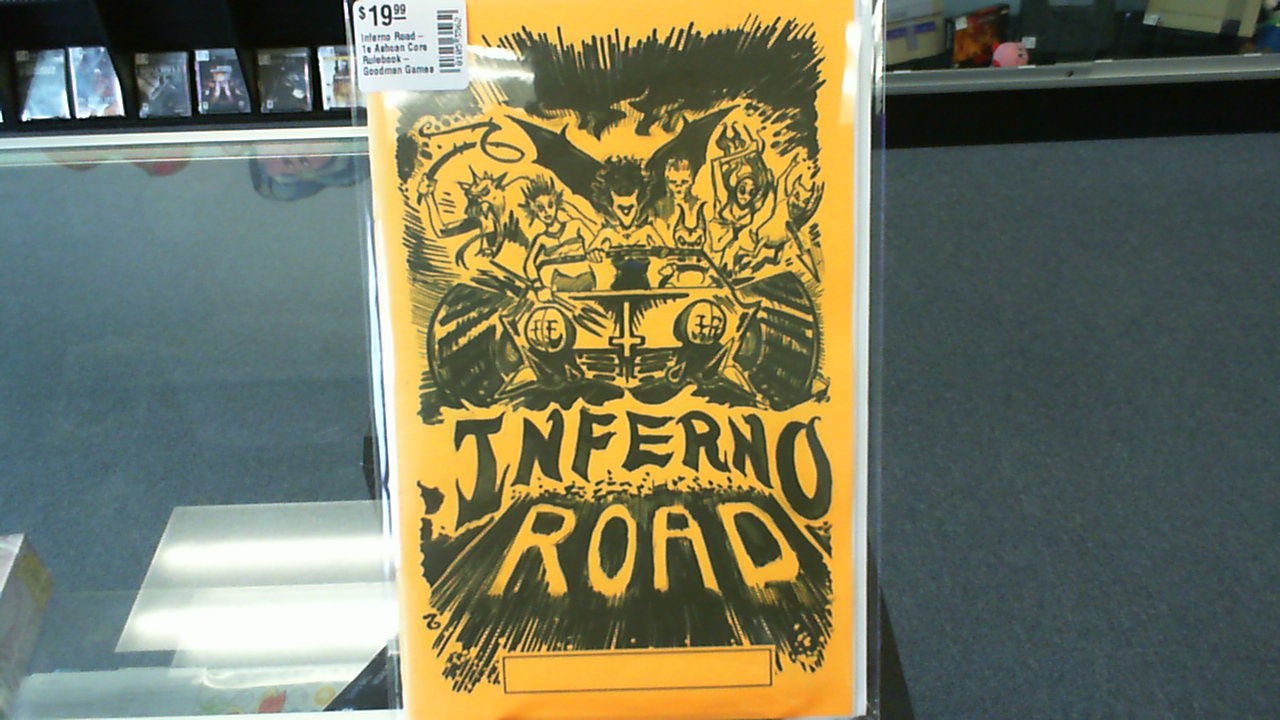 $19.99
Inferno Road –
1e Ashcan Core
Rulebook –
Goodman Games
INFERNO
ROAD